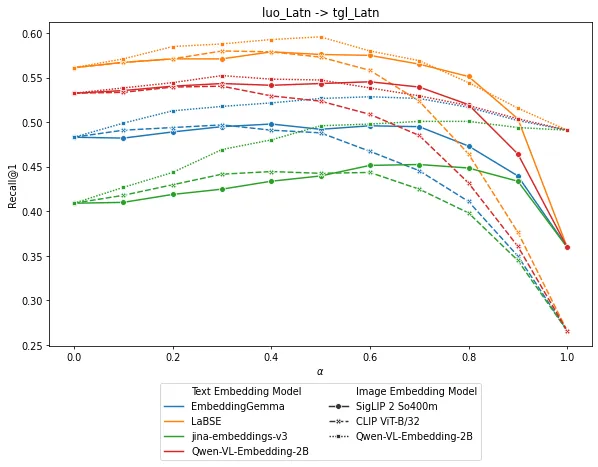 luo_Latn -> tgl_Latn
Recall@1
0.60
0.55
0.50
0.45
0.40
0.35
0.30
0.25
0.0
0.2
0.4
0.6
0.8
1.0
α
Text Embedding Model
EmbeddingGemma
LaBSE
jina-embeddings-v3
Qwen-VL-Embedding-2B
Image Embedding Model
SigLIP 2 So400m
CLIP ViT-B/32
Qwen-VL-Embedding-2B